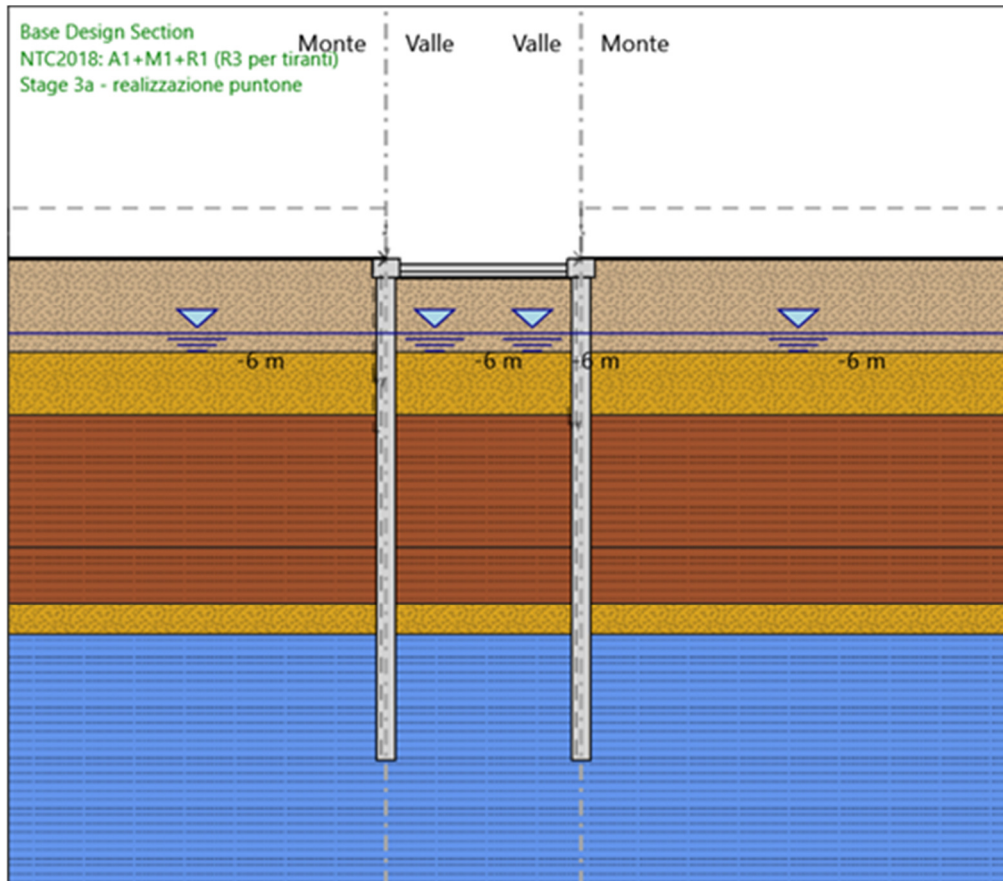 Base Design Section
Monte Valle Valle Monte
NTC2018: A1+M1+R1 (R3 per tiranti)
Stage 3a - realizzazione puntone
-6 m -6 m -6 m -6 m